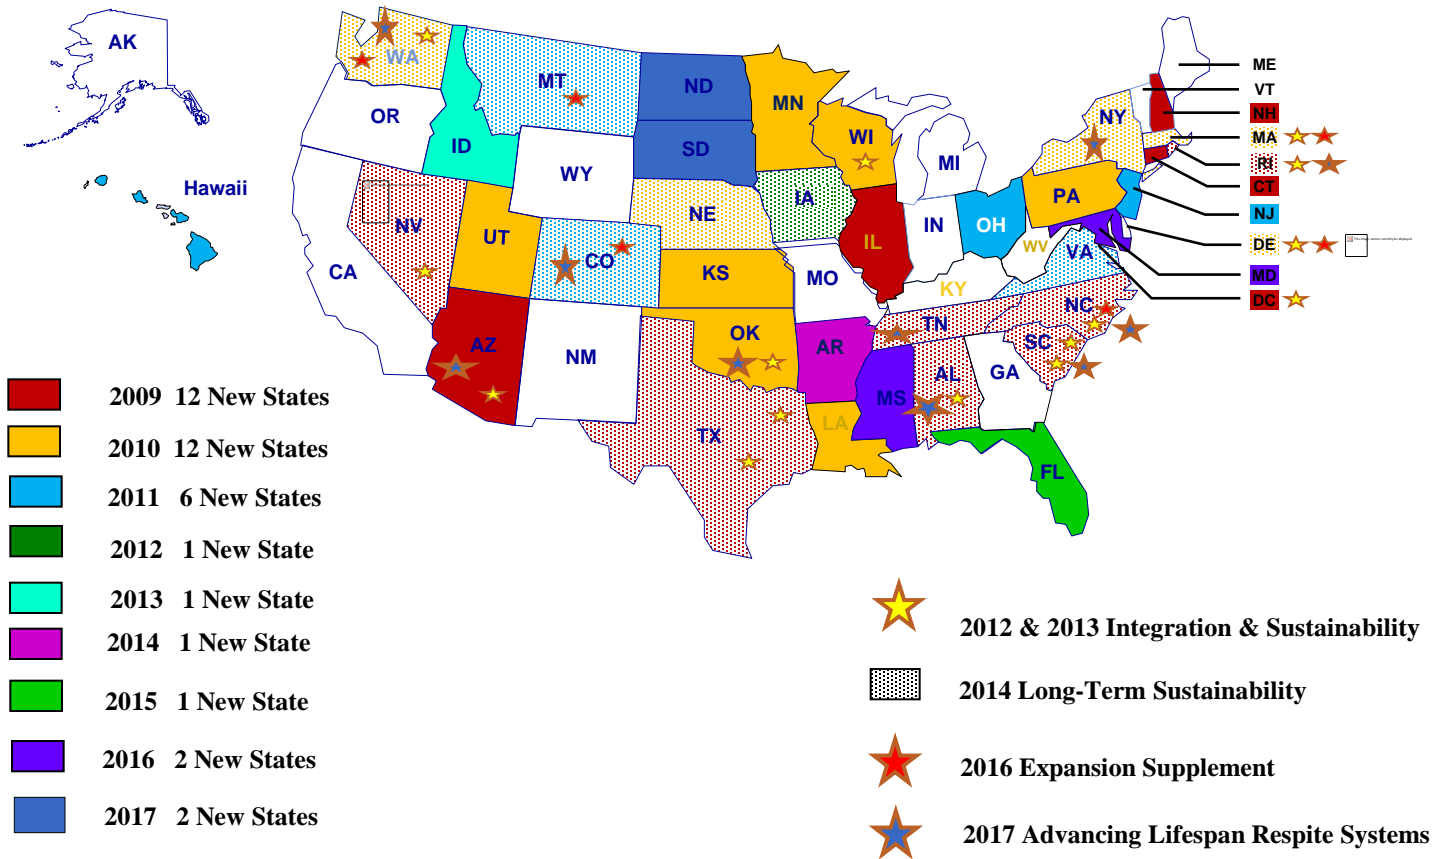 AK
WA
MT
ND
MN
ME
VT
NH
OR
ID
SD
WI
MI
NY
MA
RI
CT
Hawaii
WY
IA
NE
PA
NJ
NV
UT
CO
IL
IN
OH
WV
VA
DE
MD
DC
CA
KS
MO
KY
AZ
NM
OK
AR
TN
NC
SC
MS
AL
GA
TX
LA
FL
2009 12 New States
2010 12 New States
2011 6 New States
2012 1 New State
2013 1 New State
2014 1 New State
2015 1 New State
2016 2 New States
2017 2 New States
2012 & 2013 Integration & Sustainability
2014 Long-Term Sustainability
2016 Expansion Supplement
2017 Advancing Lifespan Respite Systems